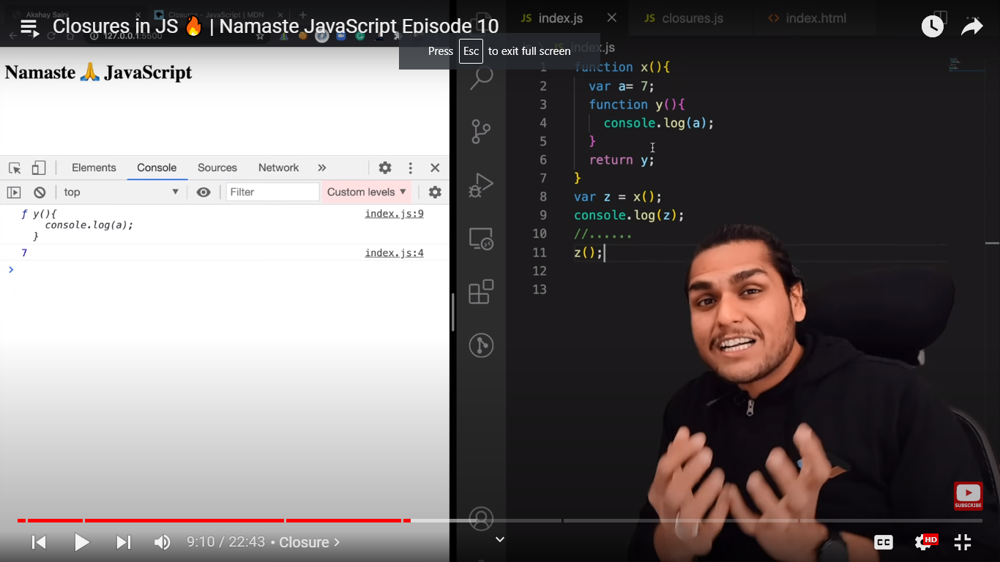 Akshay Saini
Closures - JavaScript | MDN
Closures in JS 🔥 | Namaste JavaScript Episode 10
127.0.0.1:5500
Press Esc to exit full screen
Namaste 🙏 JavaScript
Elements Console Sources Network »
top Filter Custom levels ▼
ƒ y(){ index.js:9
console.log(a);
}
7 index.js:4
>
JS index.js × JS closures.js <> index.html
JS index.js
1 function x(){
2 var a= 7;
3 function y(){
4 console.log(a);
5 }
6 return y;
7 }
8 var z = x();
9 console.log(z);
10 //......
11 z();
12
13
SUBSCRIBE
9:10 / 22:43 • Closure >
CC HD